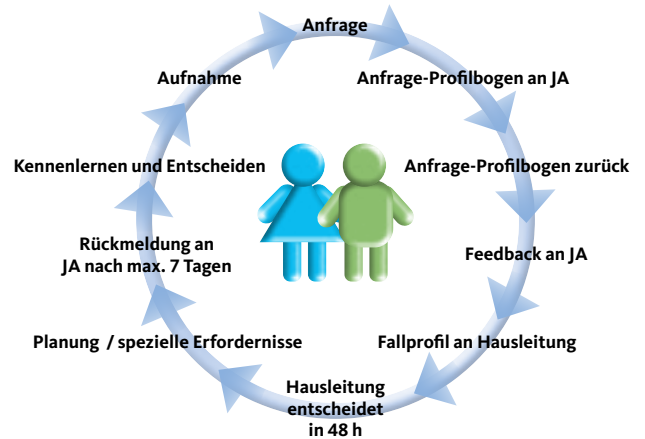 Anfrage
Anfrage-Profilbogen an JA
Anfrage-Profilbogen zurück
Feedback an JA
Fallprofil an Hausleitung
Hausleitung
entscheidet
in 48 h
Planung / spezielle Erfordernisse
Rückmeldung an
JA nach max. 7 Tagen
Kennenlernen und Entscheiden
Aufnahme